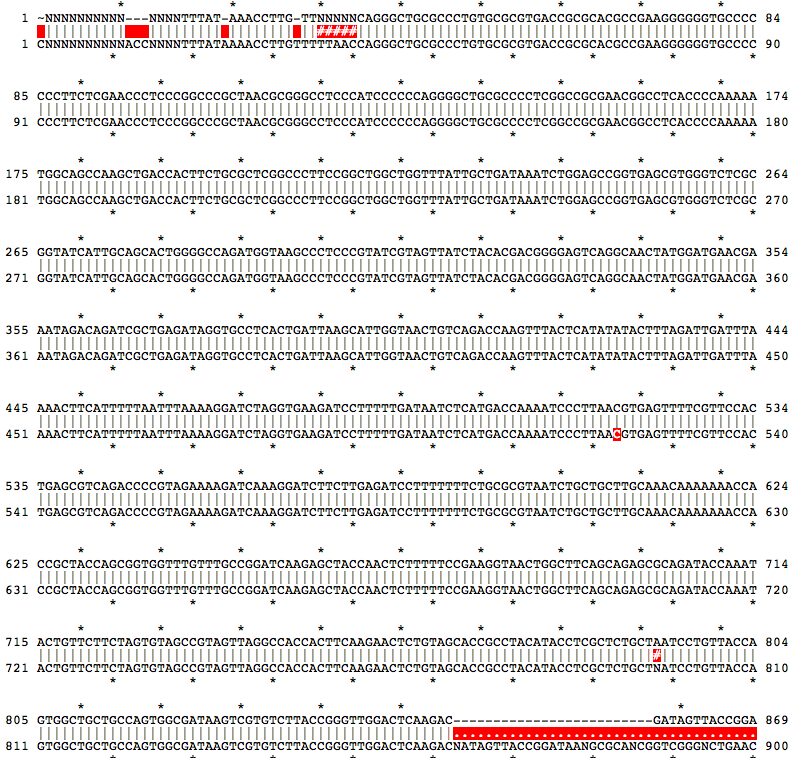 1 ~NNNNNNNNNN---NNNNTTTAT-AAACCTTG-TTNNNNNCAGGGCTGCGCCCTGTGCGCGTGACCGCGCACGCCGAAGGGGGGTGCCCC 84
#####
1 CNNNNNNNNNNACCNNNNTTTATAAAACCTTGTTTTTAACCAGGGCTGCGCCCTGTGCGCGTGACCGCGCACGCCGAAGGGGGGTGCCCC 90
85 CCCTTCTCGAACCCTCCCGGCCCGCTAACGCGGGCCTCCCATCCCCCCAGGGGCTGCGCCCCTCGGCCGCGAACGGCCTCACCCCAAAAA 174
91 CCCTTCTCGAACCCTCCCGGCCCGCTAACGCGGGCCTCCCATCCCCCCAGGGGCTGCGCCCCTCGGCCGCGAACGGCCTCACCCCAAAAA 180
175 TGGCAGCCAAGCTGACCACTTCTGCGCTCGGCCCTTCCGGCTGGCTGGTTTATTGCTGATAAATCTGGAGCCGGTGAGCGTGGGTCTCGC 264
181 TGGCAGCCAAGCTGACCACTTCTGCGCTCGGCCCTTCCGGCTGGCTGGTTTATTGCTGATAAATCTGGAGCCGGTGAGCGTGGGTCTCGC 270
265 GGTATCATTGCAGCACTGGGGCCAGATGGTAAGCCCTCCCGTATCGTAGTTATCTACACGACGGGGAGTCAGGCAACTATGGATGAACGA 354
271 GGTATCATTGCAGCACTGGGGCCAGATGGTAAGCCCTCCCGTATCGTAGTTATCTACACGACGGGGAGTCAGGCAACTATGGATGAACGA 360
355 AATAGACAGATCGCTGAGATAGGTGCCTCACTGATTAAGCATTGGTAACTGTCAGACCAAGTTTACTCATATATACTTTAGATTGATTTA 444
361 AATAGACAGATCGCTGAGATAGGTGCCTCACTGATTAAGCATTGGTAACTGTCAGACCAAGTTTACTCATATATACTTTAGATTGATTTA 450
445 AAACTTCATTTTTAATTTAAAAGGATCTAGGTGAAGATCCTTTTTGATAATCTCATGACCAAAATCCCTTAACGTGAGTTTTCGTTCCAC 534
451 AAACTTCATTTTTAATTTAAAAGGATCTAGGTGAAGATCCTTTTTGATAATCTCATGACCAAAATCCCTTAACGTGAGTTTTCGTTCCAC 540
535 TGAGCGTCAGACCCCGTAGAAAAGATCAAAGGATCTTCTTGAGATCCTTTTTTTCTGCGCGTAATCTGCTGCTTGCAAACAAAAAAACCA 624
541 TGAGCGTCAGACCCCGTAGAAAAGATCAAAGGATCTTCTTGAGATCCTTTTTTTCTGCGCGTAATCTGCTGCTTGCAAACAAAAAAACCA 630
625 CCGCTACCAGCGGTGGTTTGTTTGCCGGATCAAGAGCTACCAACTCTTTTTCCGAAGGTAACTGGCTTCAGCAGAGCGCAGATACCAAAT 714
631 CCGCTACCAGCGGTGGTTTGTTTGCCGGATCAAGAGCTACCAACTCTTTTTCCGAAGGTAACTGGCTTCAGCAGAGCGCAGATACCAAAT 720
715 ACTGTTCTTCTAGTGTAGCCGTAGTTAGGCCACCACTTCAAGAACTCTGTAGCACCGCCTACATACCTCGCTCTGCTAATCCTGTTACCA 804
#
721 ACTGTTCTTCTAGTGTAGCCGTAGTTAGGCCACCACTTCAAGAACTCTGTAGCACCGCCTACATACCTCGCTCTGCTNATCCTGTTACCA 810
805 GTGGCTGCTGCCAGTGGCGATAAGTCGTGTCTTACCGGGTTGGACTCAAGAC-------------------------GATAGTTACCGGA 869
811 GTGGCTGCTGCCAGTGGCGATAAGTCGTGTCTTACCGGGTTGGACTCAAGACNATAGTTACCGGATAANGCGCANCGGTCGGGNCTGAAC 900